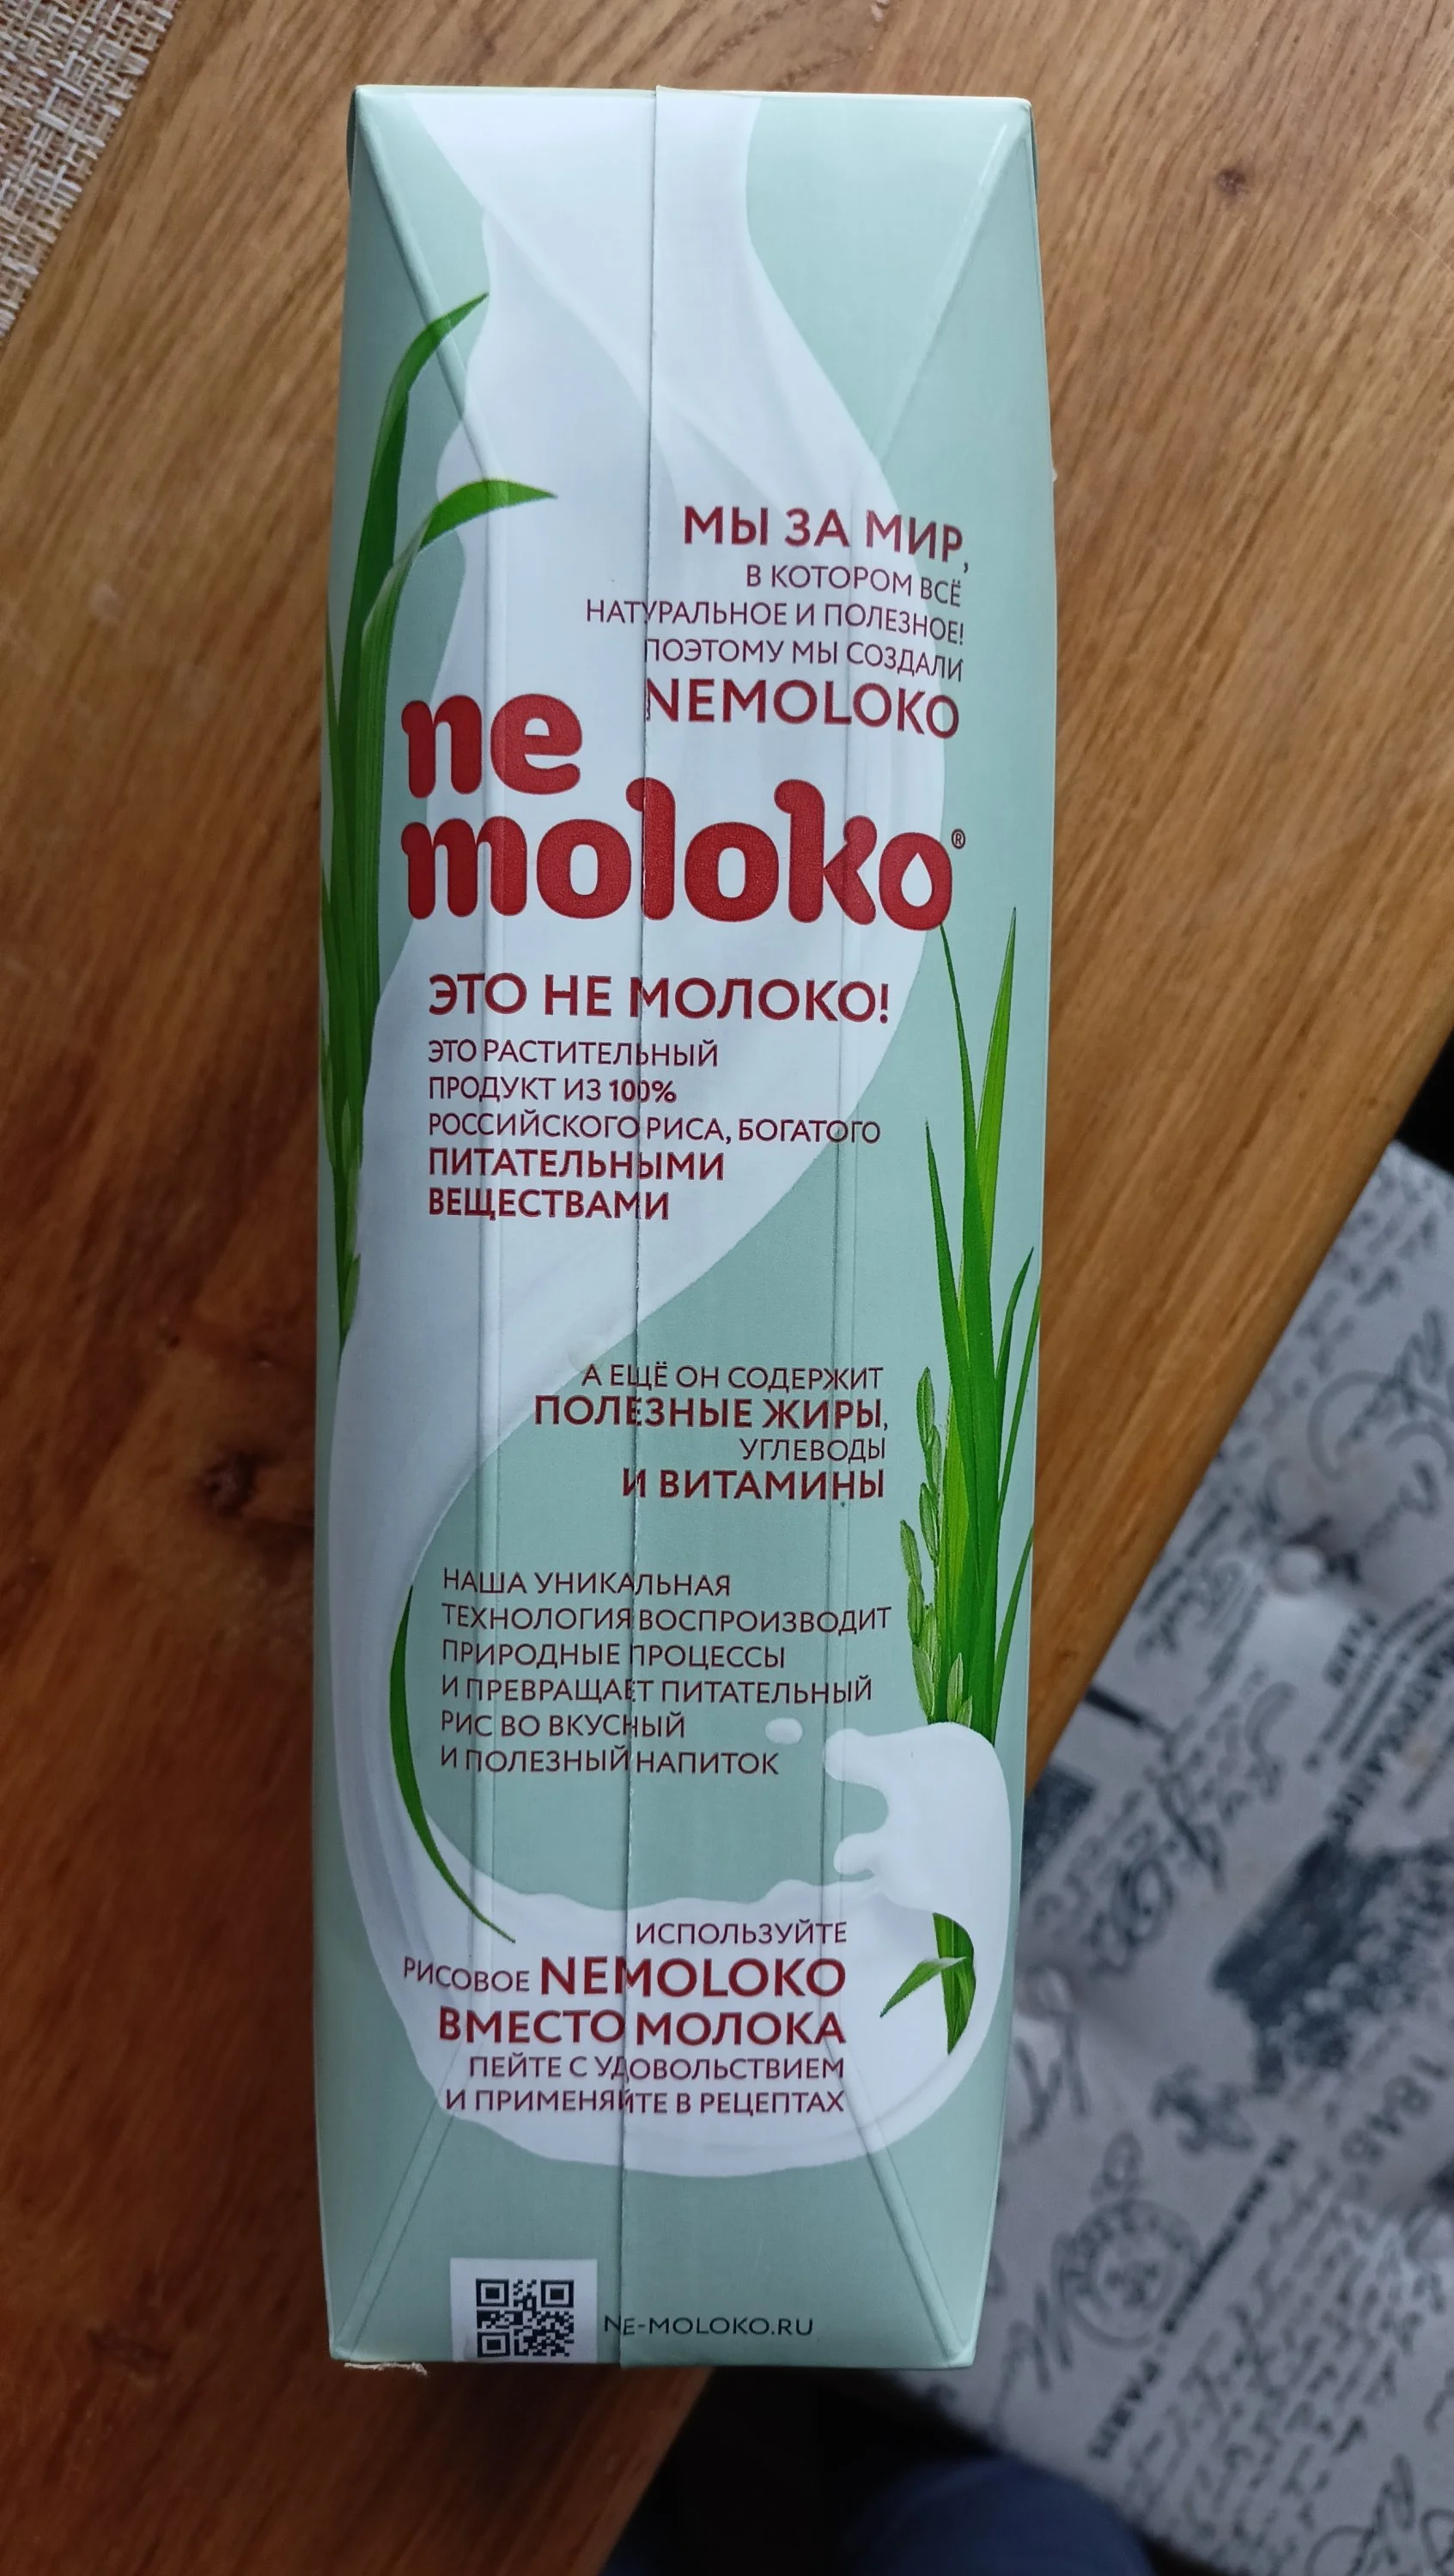 МЫ ЗА МИР,
В КОТОРОМ ВСЁ
НАТУРАЛЬНОЕ И ПОЛЕЗНОЕ!
ПОЭТОМУ МЫ СОЗДАЛИ
NEMOLOKO
ne
moloko®
ЭТО НЕ МОЛОКО!
ЭТО РАСТИТЕЛЬНЫЙ
ПРОДУКТ ИЗ 100%
РОССИЙСКОГО РИСА, БОГАТОГО
ПИТАТЕЛЬНЫМИ
ВЕЩЕСТВАМИ
А ЕЩЁ ОН СОДЕРЖИТ
ПОЛЕЗНЫЕ ЖИРЫ,
УГЛЕВОДЫ
И ВИТАМИНЫ
НАША УНИКАЛЬНАЯ
ТЕХНОЛОГИЯ ВОСПРОИЗВОДИТ
ПРИРОДНЫЕ ПРОЦЕССЫ
И ПРЕВРАЩАЕТ ПИТАТЕЛЬНЫЙ
РИС ВО ВКУСНЫЙ
И ПОЛЕЗНЫЙ НАПИТОК
ИСПОЛЬЗУЙТЕ
РИСОВОЕ NEMOLOKO
ВМЕСТО МОЛОКА
ПЕЙТЕ С УДОВОЛЬСТВИЕМ
И ПРИМЕНЯЙТЕ В РЕЦЕПТАХ
NE-MOLOKO.RU